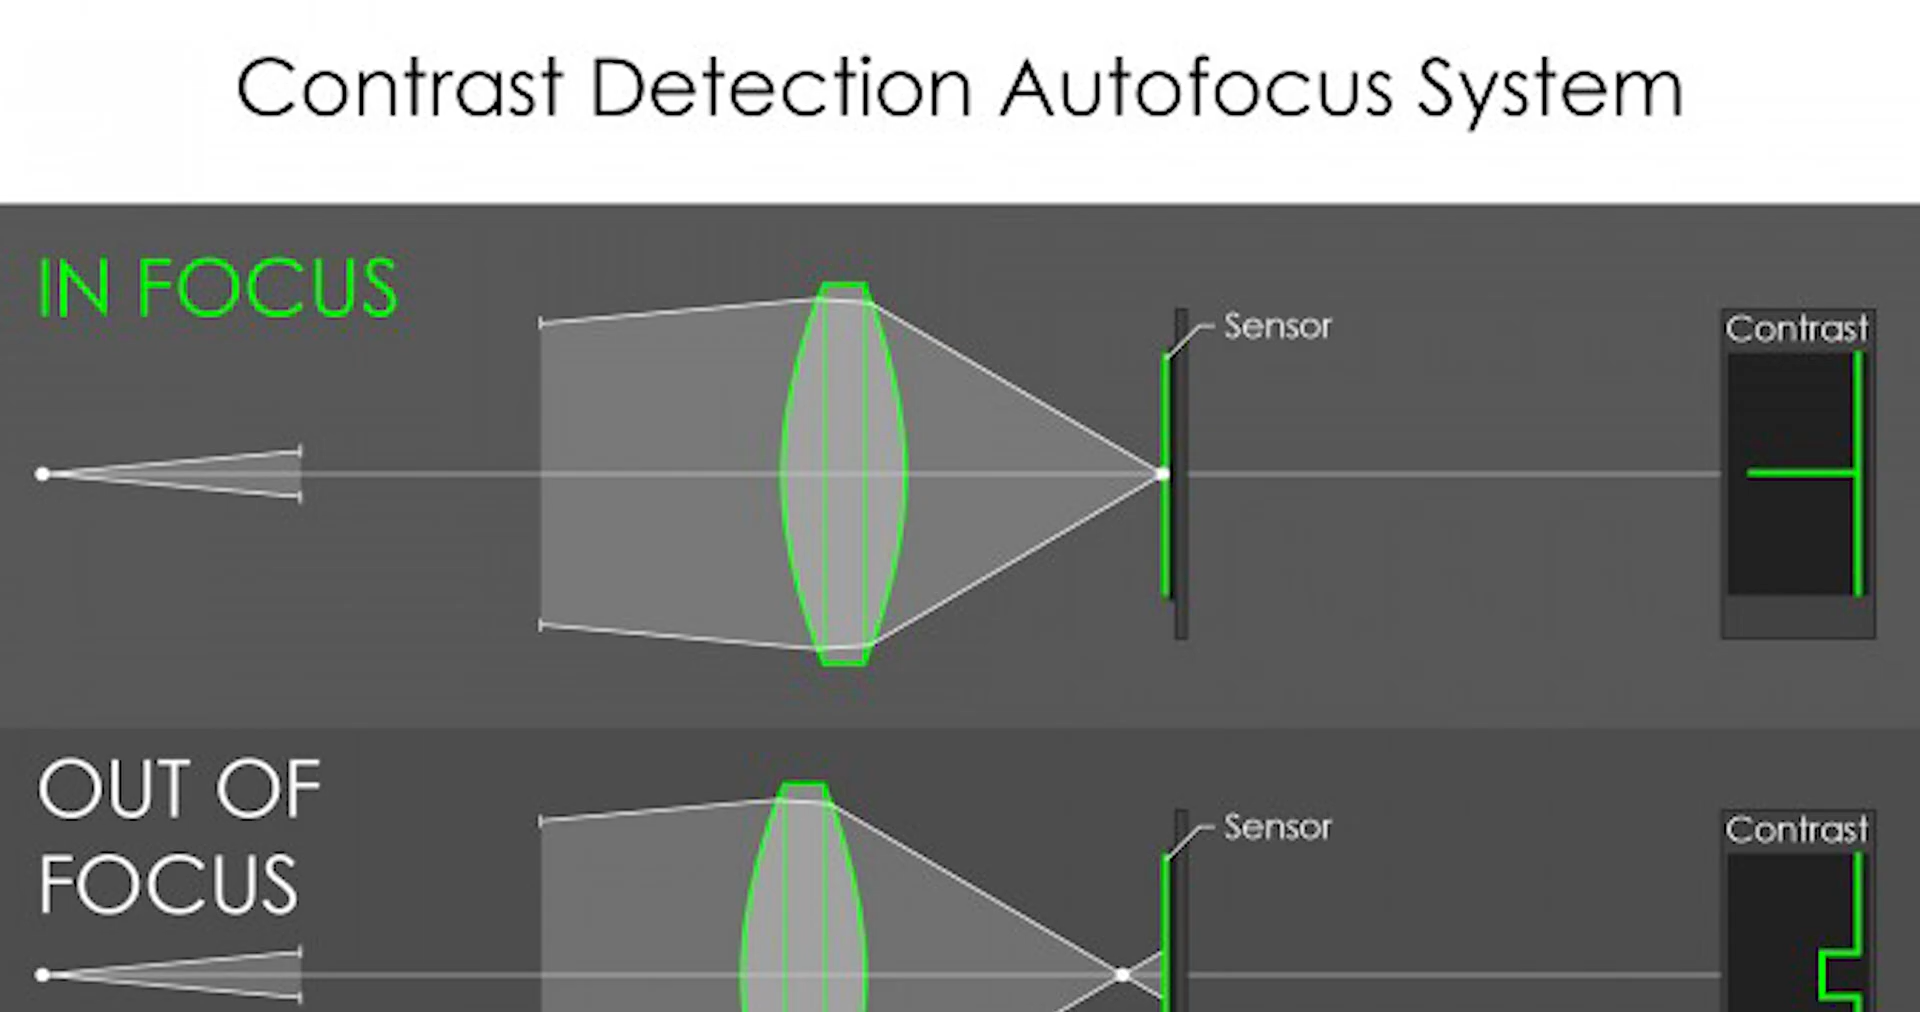 Contrast Detection Autofocus System
IN FOCUS
Sensor
Contrast
OUT OF
FOCUS
Sensor
Contrast